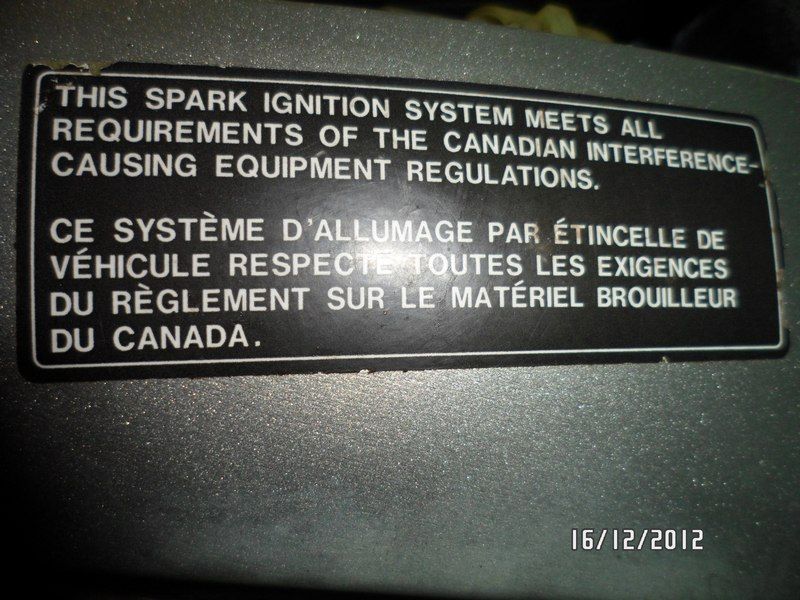 THIS SPARK IGNITION SYSTEM MEETS ALL
REQUIREMENTS OF THE CANADIAN INTERFERENCE-
CAUSING EQUIPMENT REGULATIONS.
CE SYSTÈME D'ALLUMAGE PAR ÉTINCELLE DE
VÉHICULE RESPECTE TOUTES LES EXIGENCES
DU RÈGLEMENT SUR LE MATÉRIEL BROUILLEUR
DU CANADA.
16/12/2012